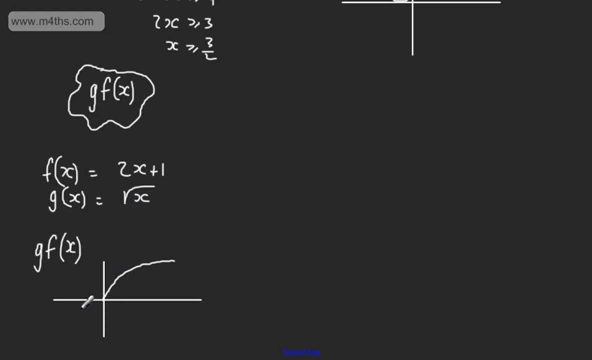 www.m4ths.com
2x ≥ 3
x ≥ 3/2
gf(x)
f(x) = 2x+1
g(x) = √x
gf(x)